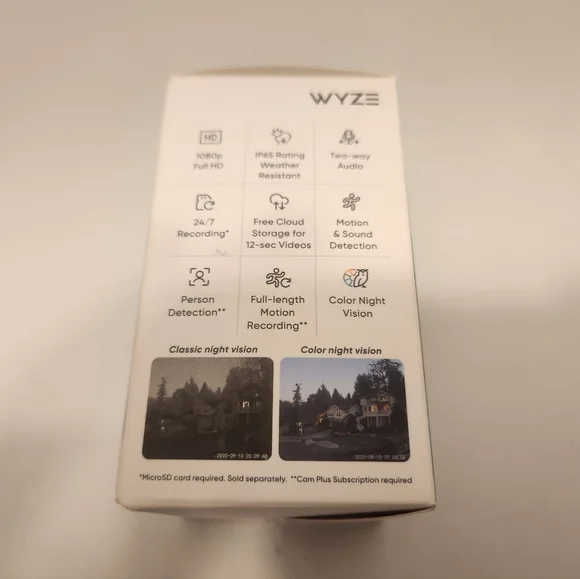 WYZE
HD
1080p
Full HD
IP65 Rating
Weather
Resistant
Two-way
Audio
24/7
Recording*
Free Cloud
Storage for
12-sec Videos
Motion
& Sound
Detection
Person
Detection**
Full-length
Motion
Recording**
Color Night
Vision
Classic night vision
Color night vision
*MicroSD card required. Sold separately. **Cam Plus Subscription required